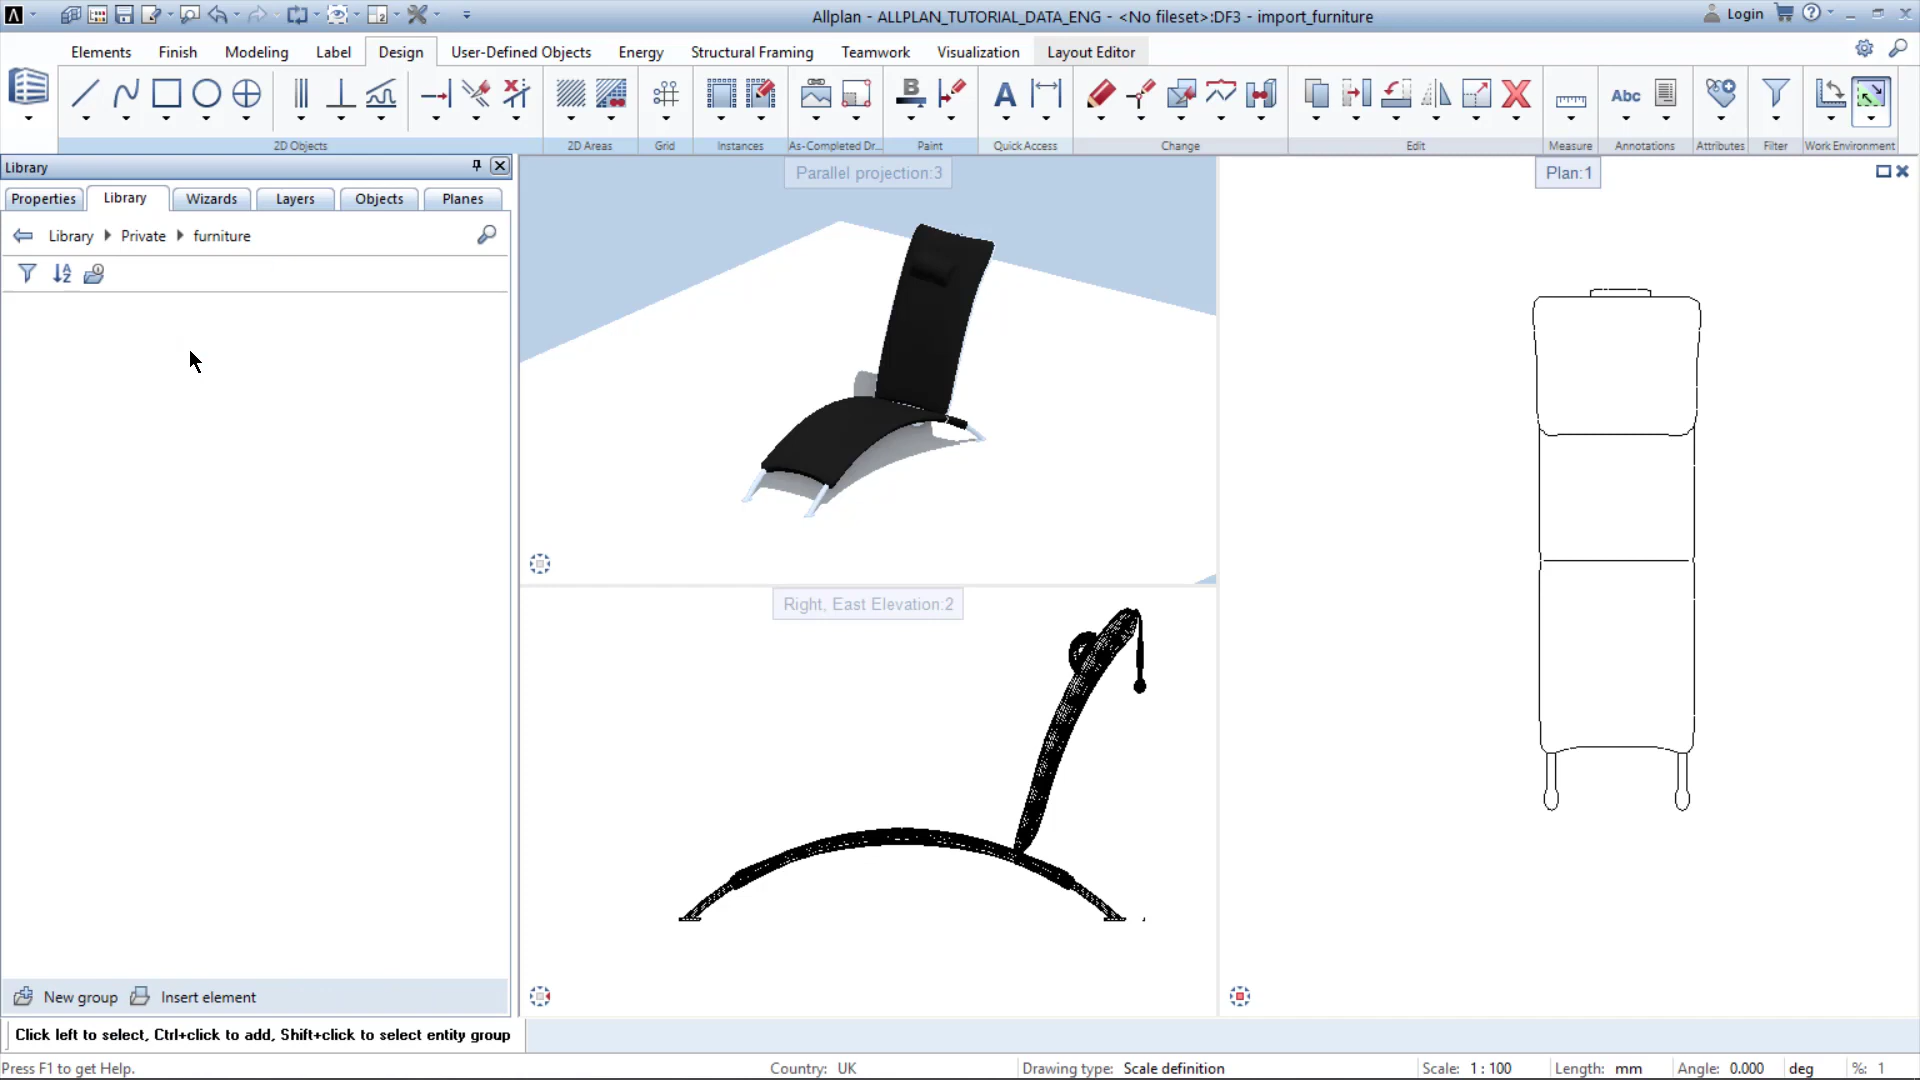 Allplan - ALLPLAN_TUTORIAL_DATA_ENG - <No fileset>:DF3 - import_furniture
Login
Elements
Finish
Modeling
Label
Design
User-Defined Objects
Energy
Structural Framing
Teamwork
Visualization
Layout Editor
2D Objects
2D Areas
Grid
Instances
As-Completed Dr...
Paint
Quick Access
Change
Edit
Measure
Abc
Annotations
Attributes
Filter
Work Environment
Library
Properties
Library
Wizards
Layers
Objects
Planes
Library
Private
furniture
Parallel projection:3
Plan:1
Right, East Elevation:2
New group
Insert element
Click left to select, Ctrl+click to add, Shift+click to select entity group
Press F1 to get Help.
Country: UK
Drawing type: Scale definition
Scale: 1 : 100
Length: mm
Angle: 0.000
deg
%: 1